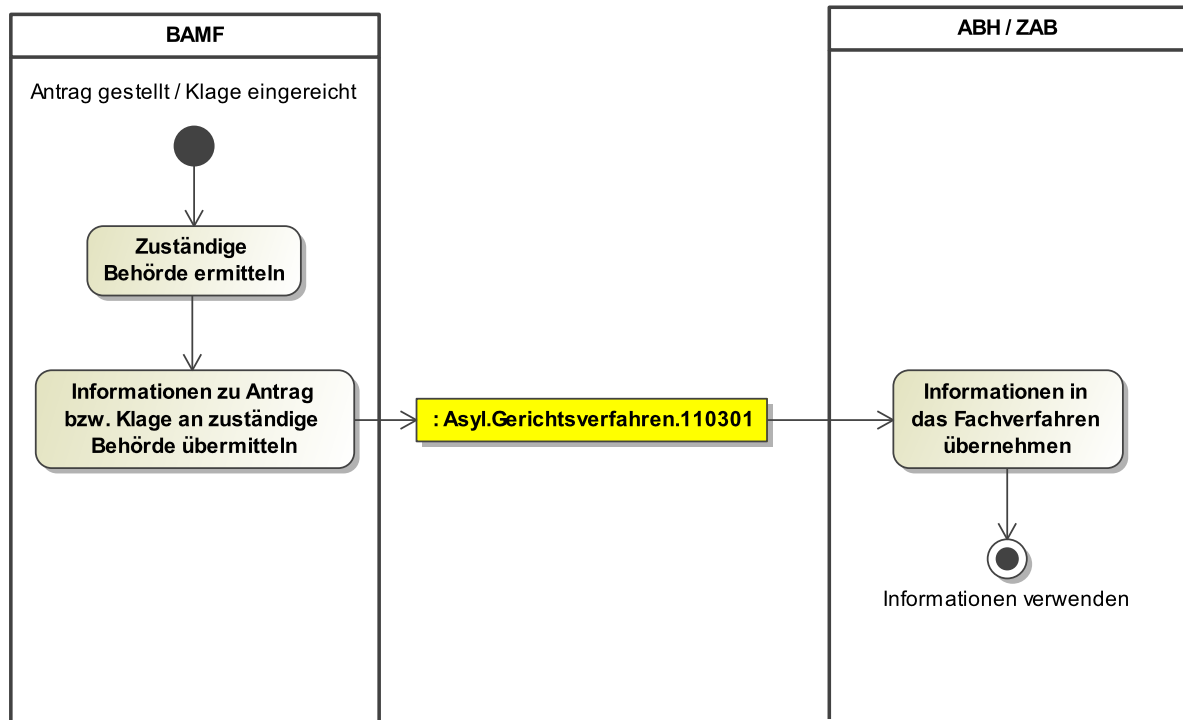 BAMF
ABH / ZAB
Antrag gestellt / Klage eingereicht
Zuständige
Behörde ermitteln
Informationen zu Antrag
bzw. Klage an zuständige
Behörde übermitteln
: Asyl.Gerichtsverfahren.110301
Informationen in
das Fachverfahren
übernehmen
Informationen verwenden